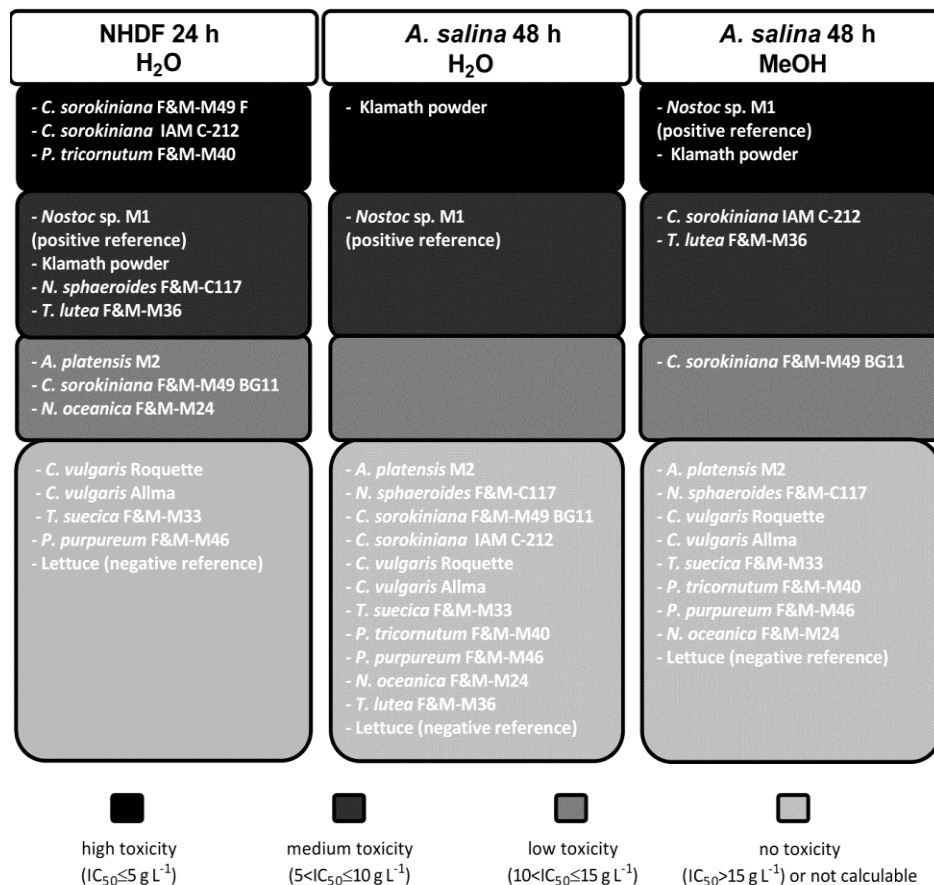 NHDF 24 h
H₂O
- C. sorokiniana F&M-M49 F
- C. sorokiniana IAM C-212
- P. tricornutum F&M-M40
- Nostoc sp. M1
(positive reference)
- Klamath powder
- N. sphaeroides F&M-C117
- T. lutea F&M-M36
- A. platensis M2
- C. sorokiniana F&M-M49 BG11
- N. oceanica F&M-M24
- C. vulgaris Roquette
- C. vulgaris Allma
- T. suecica F&M-M33
- P. purpureum F&M-M46
- Lettuce (negative reference)
A. salina 48 h
H₂O
- Klamath powder
- Nostoc sp. M1
(positive reference)
- A. platensis M2
- N. sphaeroides F&M-C117
- C. sorokiniana F&M-M49 BG11
- C. sorokiniana IAM C-212
- C. vulgaris Roquette
- C. vulgaris Allma
- T. suecica F&M-M33
- P. tricornutum F&M-M40
- P. purpureum F&M-M46
- N. oceanica F&M-M24
- T. lutea F&M-M36
- Lettuce (negative reference)
A. salina 48 h
MeOH
- Nostoc sp. M1
(positive reference)
- Klamath powder
- C. sorokiniana IAM C-212
- T. lutea F&M-M36
- C. sorokiniana F&M-M49 BG11
- A. platensis M2
- N. sphaeroides F&M-C117
- C. vulgaris Roquette
- C. vulgaris Allma
- T. suecica F&M-M33
- P. tricornutum F&M-M40
- P. purpureum F&M-M46
- N. oceanica F&M-M24
- Lettuce (negative reference)
high toxicity
(IC₅₀≤5 g L⁻¹)
medium toxicity
(5<IC₅₀≤10 g L⁻¹)
low toxicity
(10<IC₅₀≤15 g L⁻¹)
no toxicity
(IC₅₀>15 g L⁻¹) or not calculable